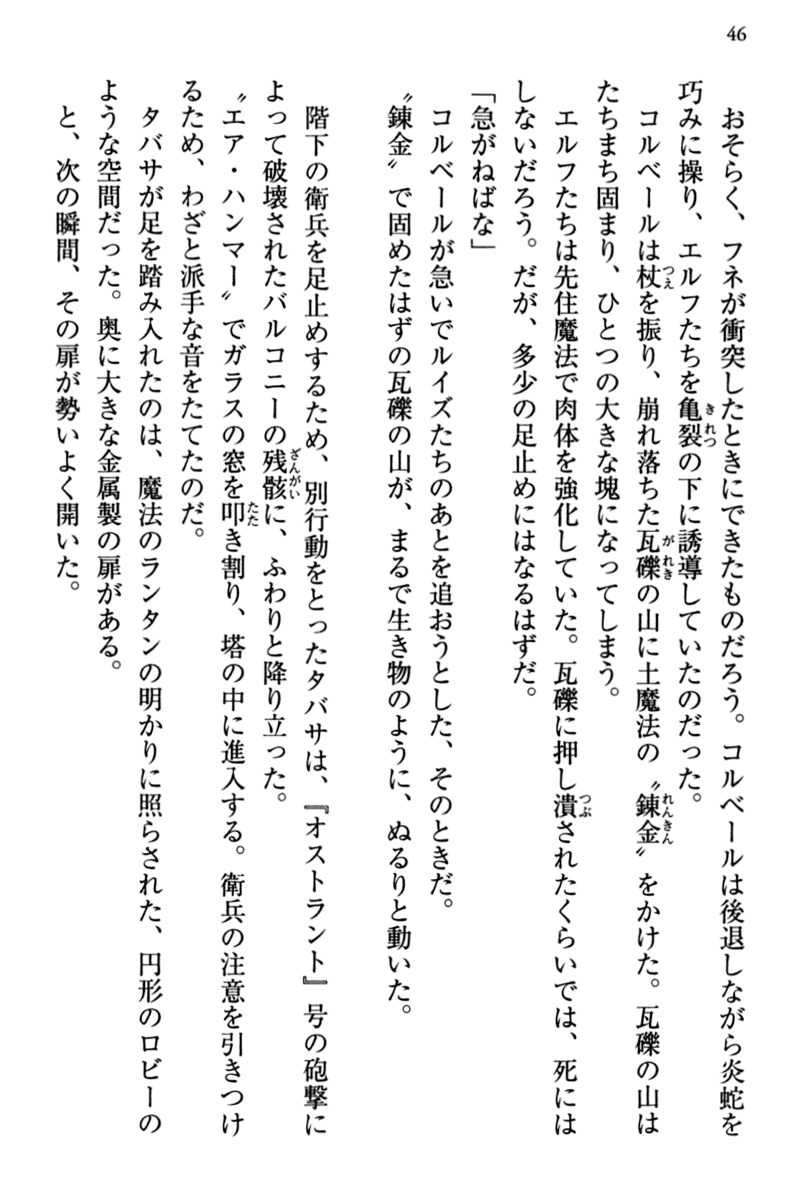 46
おそらく、フネが衝突したときにできたものだろう。コルベールは後退しながら炎蛇を
巧みに操り、エルフたちを亀裂の下に誘導していたのだった。
コルベールは杖を振り、崩れ落ちた瓦礫の山に土魔法の〝錬金〟をかけた。瓦礫の山は
たちまち固まり、ひとつの大きな塊になってしまう。
エルフたちは先住魔法で肉体を強化していた。瓦礫に押し潰されたくらいでは、死には
しないだろう。だが、多少の足止めにはなるはずだ。
「急がねばな」
コルベールが急いでルイズたちのあとを追おうとした、そのときだ。
〝錬金〟で固めたはずの瓦礫の山が、まるで生き物のように、ぬるりと動いた。
階下の衛兵を足止めするため、別行動をとったタバサは、『オストラント』号の砲撃に
よって破壊されたバルコニーの残骸に、ふわりと降り立った。
〝エア・ハンマー〟でガラスの窓を叩き割り、塔の中に進入する。衛兵の注意を引きつけ
るため、わざと派手な音をたてたのだ。
タバサが足を踏み入れたのは、魔法のランタンの明かりに照らされた、円形のロビーの
ような空間だった。奥に大きな金属製の扉がある。
と、次の瞬間、その扉が勢いよく開いた。